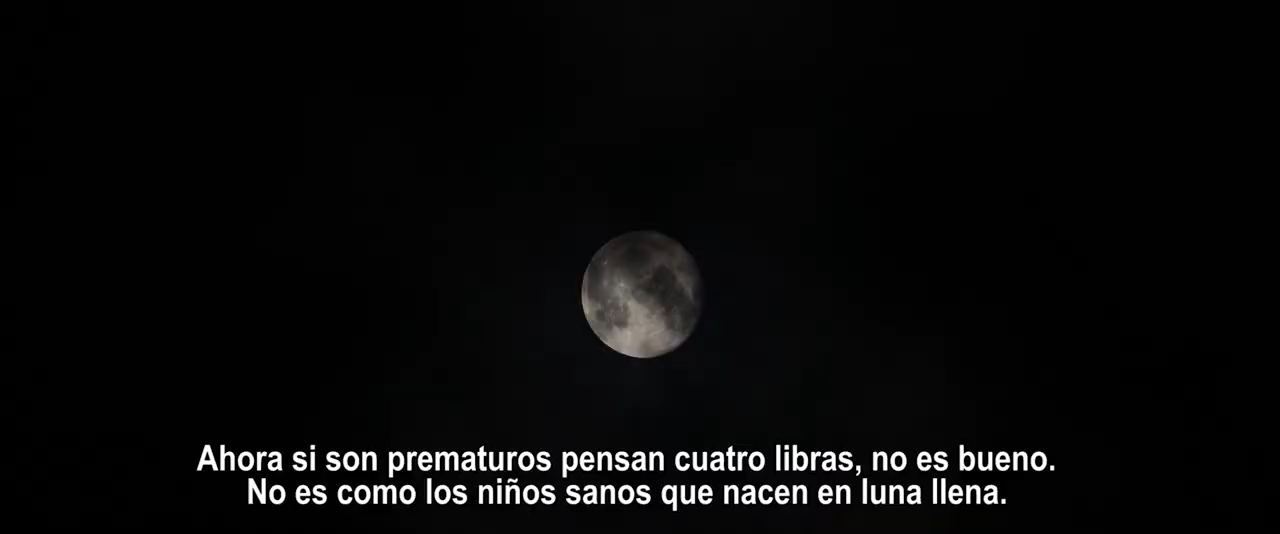 Ahora si son prematuros pensan cuatro libras, no es bueno.
No es como los niños sanos que nacen en luna llena.